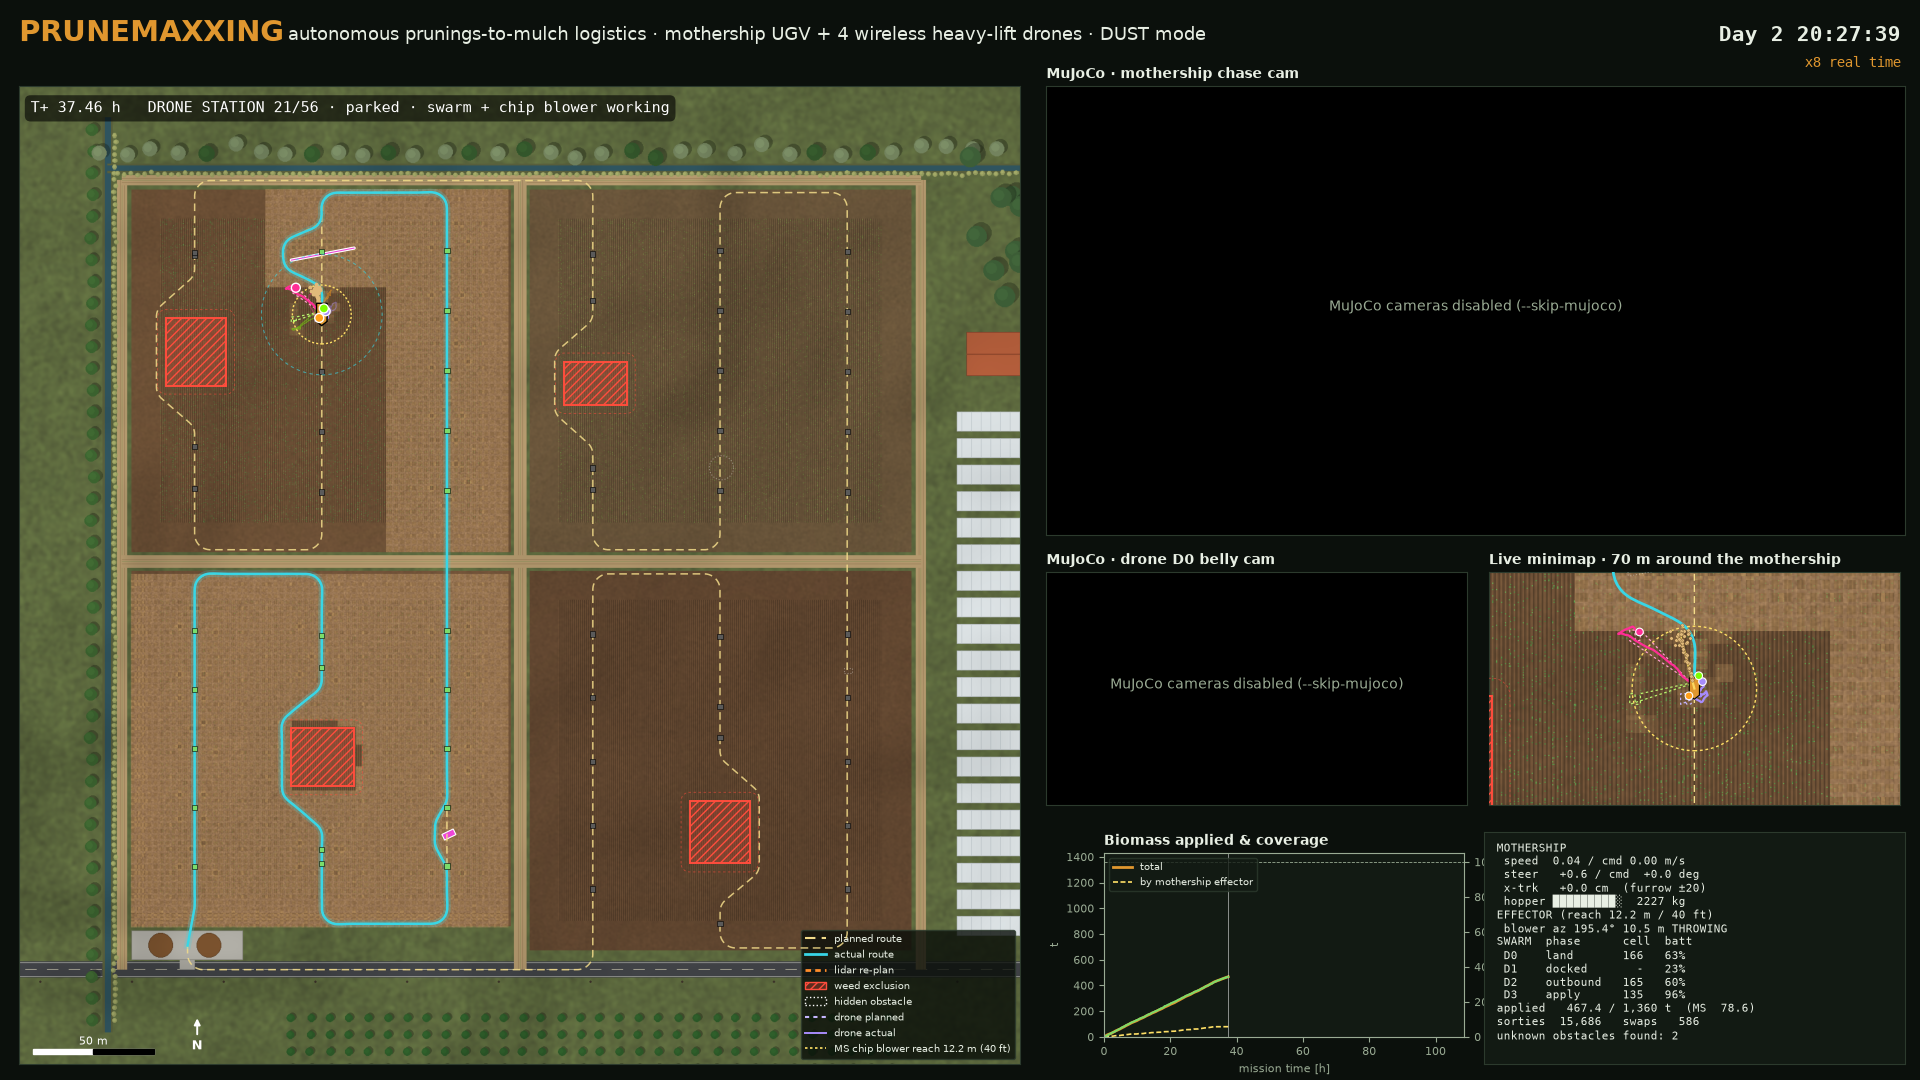 PRUNEMAXXING autonomous prunings-to-mulch logistics · mothership UGV + 4 wireless heavy-lift drones · DUST mode
Day 2 20:27:39
x8 real time
T+ 37.46 h DRONE STATION 21/56 · parked · swarm + chip blower working
50 m
N
planned route
actual route
lidar re-plan
weed exclusion
hidden obstacle
drone planned
drone actual
MS chip blower reach 12.2 m (40 ft)
MuJoCo · mothership chase cam
MuJoCo cameras disabled (--skip-mujoco)
MuJoCo · drone D0 belly cam
MuJoCo cameras disabled (--skip-mujoco)
Live minimap · 70 m around the mothership
Biomass applied & coverage
total
by mothership effector
1400
1200
1000
800
600
400
200
0
t
0 20 40 60 80 100
mission time [h]
MOTHERSHIP
speed 0.04 / cmd 0.00 m/s
steer +0.6 / cmd +0.0 deg
x-trk +0.0 cm (furrow ±20)
hopper █████████░ 2227 kg
EFFECTOR (reach 12.2 m / 40 ft)
blower az 195.4° 10.5 m THROWING
SWARM phase cell batt
D0 land 166 63%
D1 docked - 23%
D2 outbound 165 60%
D3 apply 135 96%
applied 467.4 / 1,360 t (MS 78.6)
sorties 15,686 swaps 586
unknown obstacles found: 2